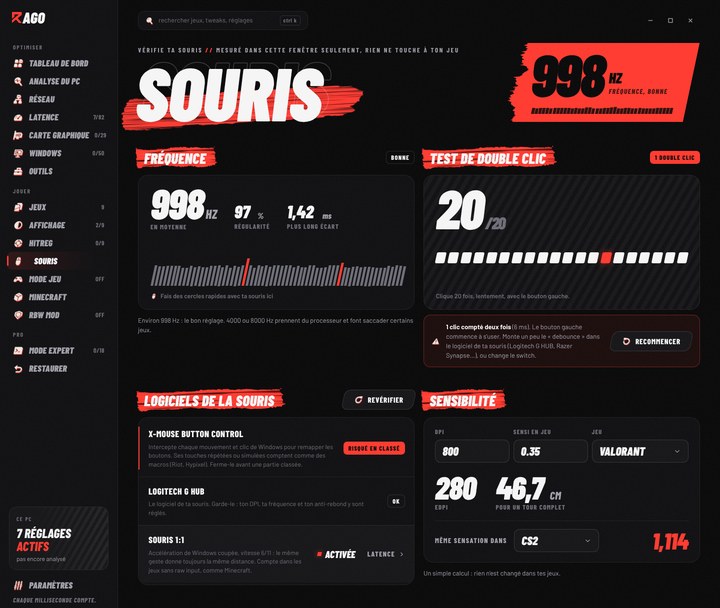 RAGO
rechercher jeux, tweaks, réglages
ctrl k
OPTIMISER
TABLEAU DE BORD
ANALYSE DU PC
RÉSEAU
LATENCE 7/83
CARTE GRAPHIQUE 0/29
WINDOWS 6/50
OUTILS
JOUER
JEUX 9
AFFICHAGE 2/9
HITREG 0/6
SOURIS
MODE JEU OFF
MINECRAFT
RBW MOD OFF
PRO
MODE EXPERT 0/18
RESTAURER
CE PC
7 RÉGLAGES
ACTIFS
pas encore analysé
PARAMÈTRES
CHAQUE MILLISECONDE COMPTE.
VÉRIFIE TA SOURIS // MESURÉ DANS CETTE FENÊTRE SEULEMENT, RIEN NE TOUCHE À TON JEU
SOURIS
998 HZ
FRÉQUENCE, BONNE
FRÉQUENCE
BONNE
998 HZ
EN MOYENNE
97 %
RÉGULARITÉ
1,42 ms
PLUS LONG ÉCART
Fais des cercles rapides avec ta souris ici
Environ 998 Hz : le bon réglage. 4000 ou 8000 Hz prennent du processeur et font saccader certains
jeux.
TEST DE DOUBLE CLIC
1 DOUBLE CLIC
20 /20
Clique 20 fois, lentement, avec le bouton gauche.
1 clic compté deux fois (6 ms). Le bouton gauche
commence à s'user. Monte un peu le « debounce » dans
le logiciel de ta souris (Logitech G HUB, Razer
Synapse...), ou change le switch.
RECOMMENCER
LOGICIELS DE LA SOURIS
REVÉRIFIER
X-MOUSE BUTTON CONTROL
Intercepte chaque mouvement et clic de Windows pour remapper les
boutons. Ses touches répétées ou simulées comptent comme des
macros (Riot, Hypixel). Ferme-le avant une partie classée.
RISQUÉ EN CLASSÉ
LOGITECH G HUB
Le logiciel de ta souris. Garde-le : ton DPI, ta fréquence et ton anti-rebond y sont
réglés.
OK
SOURIS 1:1
Accélération de Windows coupée, vitesse 6/11 : le même
geste donne toujours la même distance. Compte dans les
jeux sans raw input, comme Minecraft.
ACTIVÉE
LATENCE
SENSIBILITÉ
DPI
SENSI EN JEU
JEU
800
0.35
VALORANT
280
EDPI
46,7 CM
POUR UN TOUR COMPLET
MÊME SENSATION DANS
CS2
1,114
Un simple calcul : rien n'est changé dans tes jeux.